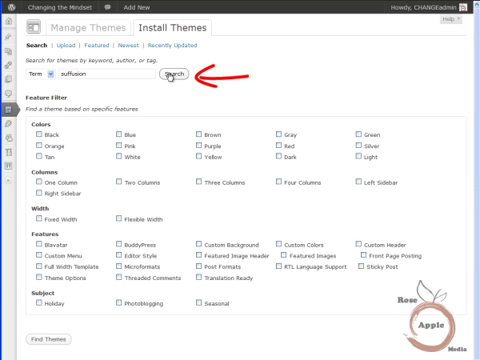 Changing the Mindset Add New Howdy, CHANGEadmin
Help
Manage Themes Install Themes
Search | Upload | Featured | Newest | Recently Updated
Search for themes by keyword, author, or tag.
Term suffusion Search
Feature Filter
Find a theme based on specific features
Colors
Black Blue Brown Gray Green
Orange Pink Purple Red Silver
Tan White Yellow Dark Light
Columns
One Column Two Columns Three Columns Four Columns Left Sidebar
Right Sidebar
Width
Fixed Width Flexible Width
Features
Blavatar BuddyPress Custom Background Custom Colors Custom Header
Custom Menu Editor Style Featured Image Header Featured Images Front Page Posting
Full Width Template Microformats Post Formats RTL Language Support Sticky Post
Theme Options Threaded Comments Translation Ready
Subject
Holiday Photoblogging Seasonal
Find Themes
Rose
Apple
Media